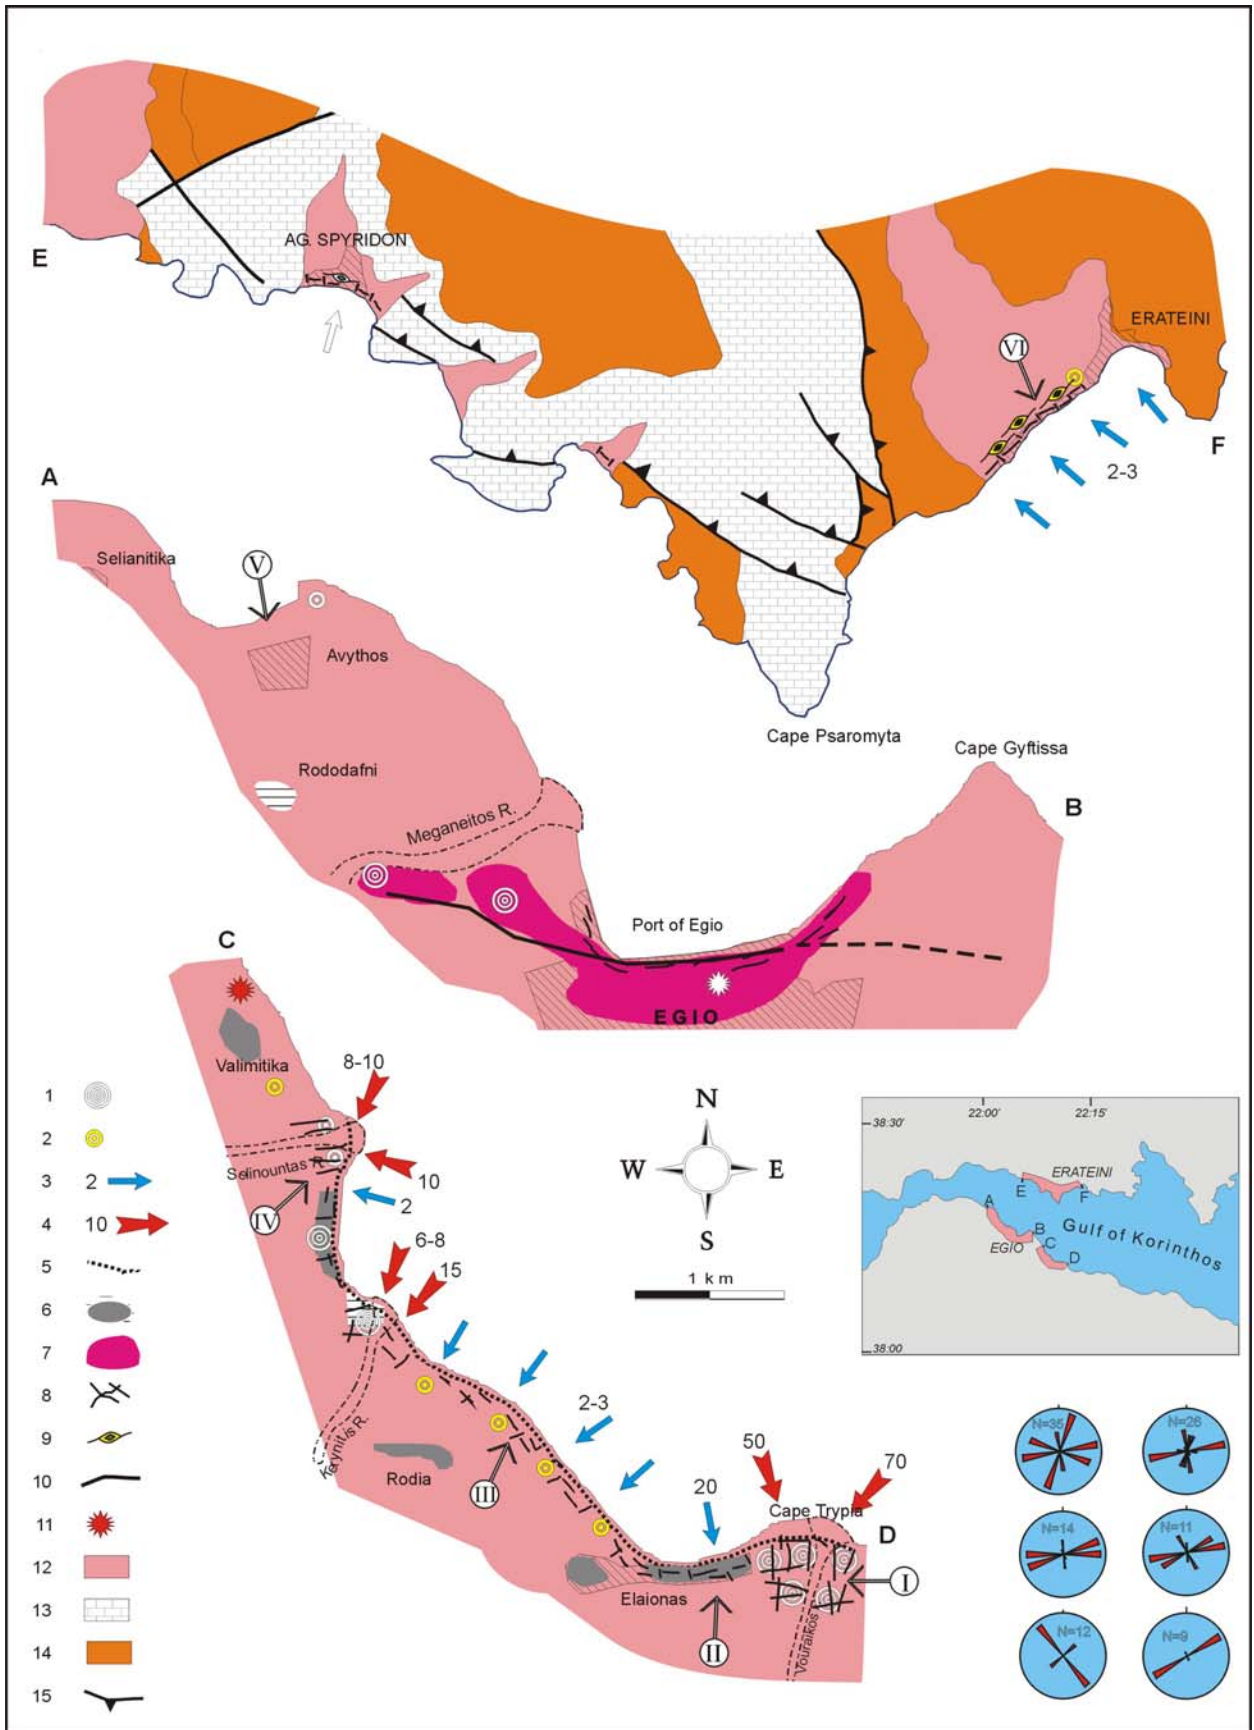 AG. SPYRIDON
E
ERATEINI
VI
F
2-3
A
Selianitika
V
Avythos
Cape Psaromyta
Cape Gyftissa
Rododafni
B
Meganeitos R.
Port of Egio
EGIO
C
Valimitika
8-10
Selinountas R.
10
2
IV
6-8
15
2-3
Kerynitis R.
Rodia
III
50
70
20
Cape Trypia
D
I
Elaionas
II
Vouraikos
1
2
3 2
4 10
5
6
7
8
9
10
11
12
13
14
15
N
W E
S
1 km
22:00 22:15
38:30'
ERATEINI
E F
A
B
C
D
EGIO
Gulf of Korinthos
38:00
N=35 N=26
N=14 N=11
N=12 N=9